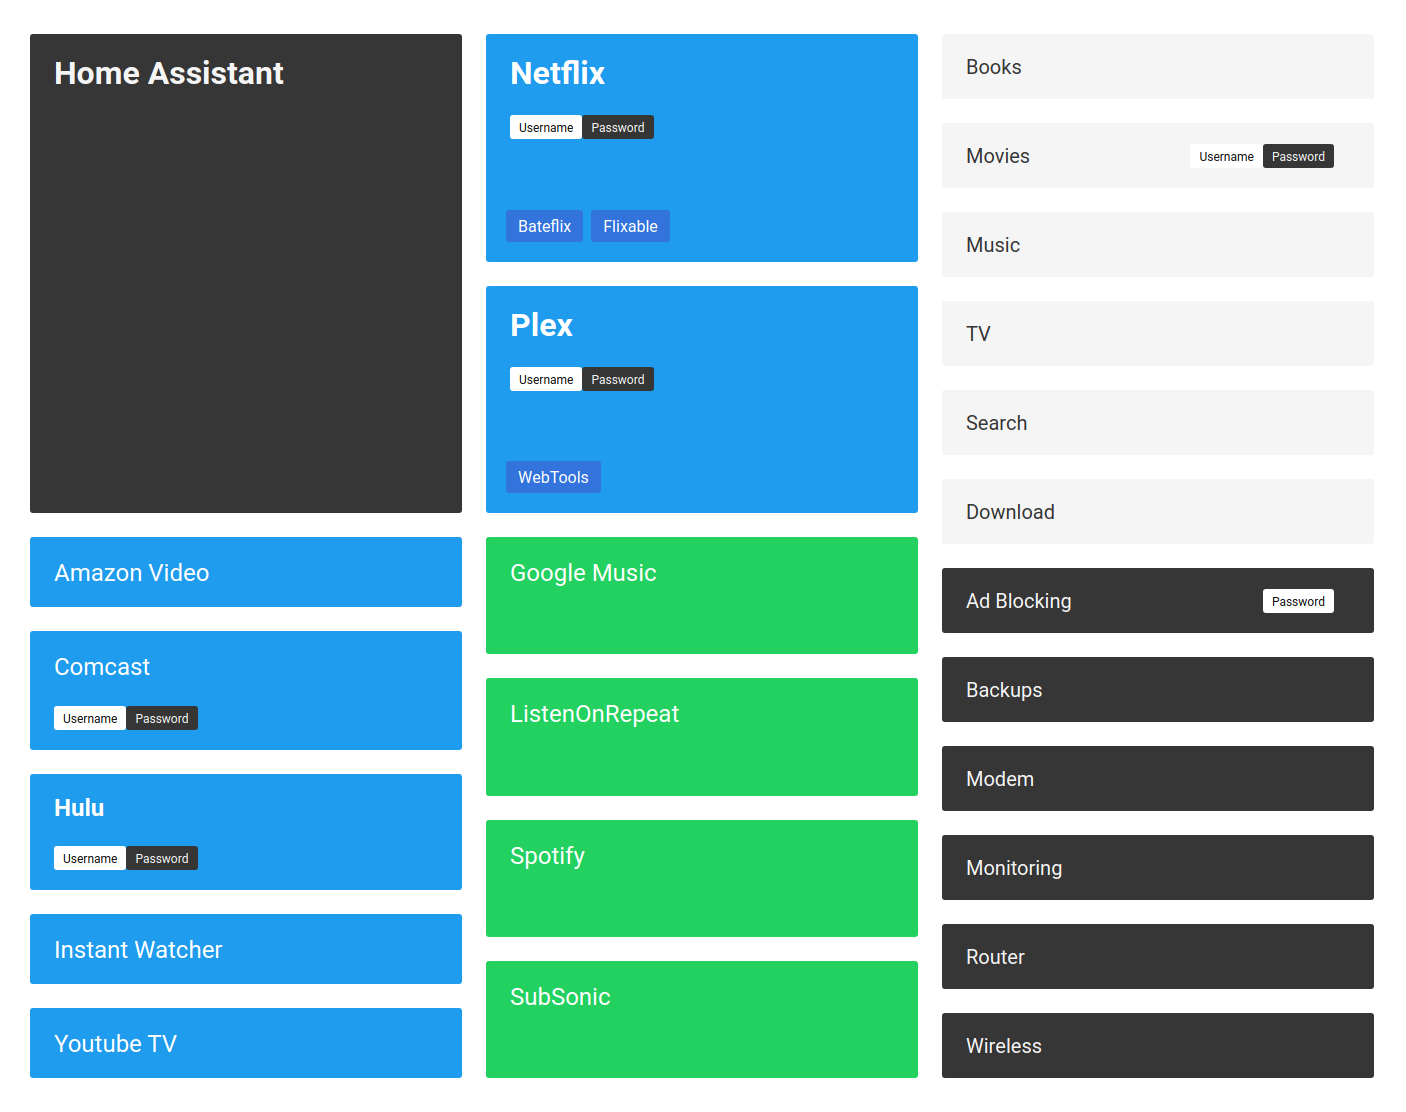 Home Assistant
Amazon Video
Comcast
Username Password
Hulu
Username Password
Instant Watcher
Youtube TV
Netflix
Username Password
Bateflix Flixable
Plex
Username Password
WebTools
Google Music
ListenOnRepeat
Spotify
SubSonic
Books
Movies Username Password
Music
TV
Search
Download
Ad Blocking Password
Backups
Modem
Monitoring
Router
Wireless